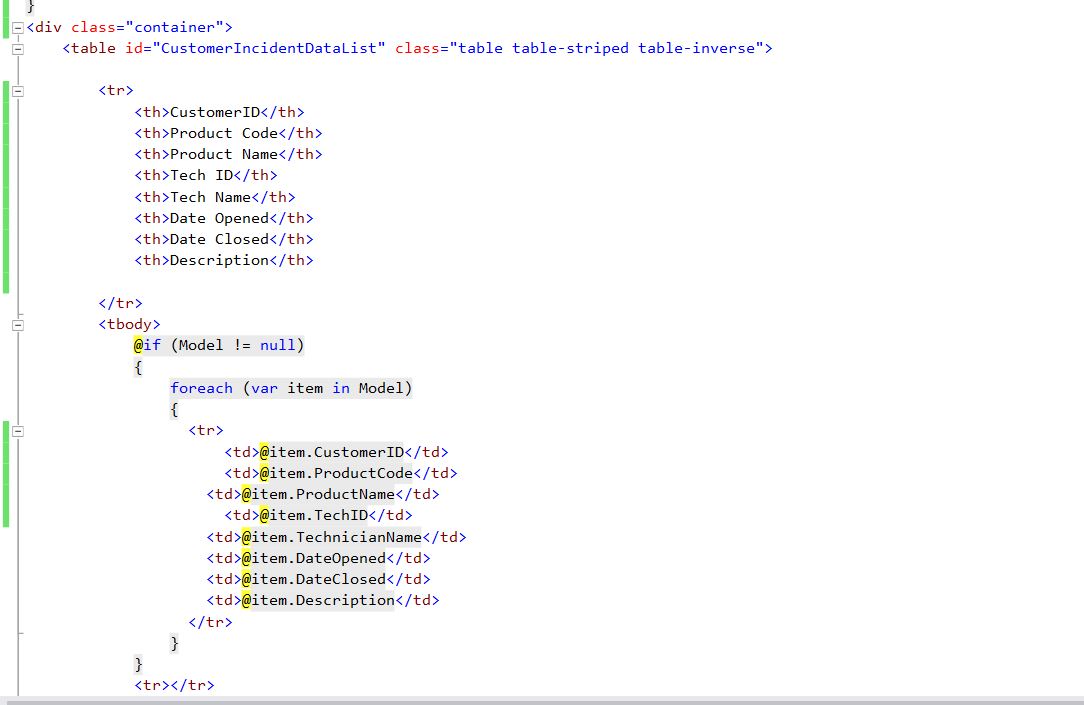 }
<div class="container">
<table id="CustomerIncidentDataList" class="table table-striped table-inverse">
<tr>
<th>CustomerID</th>
<th>Product Code</th>
<th>Product Name</th>
<th>Tech ID</th>
<th>Tech Name</th>
<th>Date Opened</th>
<th>Date Closed</th>
<th>Description</th>
</tr>
<tbody>
@if (Model != null)
{
foreach (var item in Model)
{
<tr>
<td>@item.CustomerID</td>
<td>@item.ProductCode</td>
<td>@item.ProductName</td>
<td>@item.TechID</td>
<td>@item.TechnicianName</td>
<td>@item.DateOpened</td>
<td>@item.DateClosed</td>
<td>@item.Description</td>
</tr>
}
}
<tr></tr>